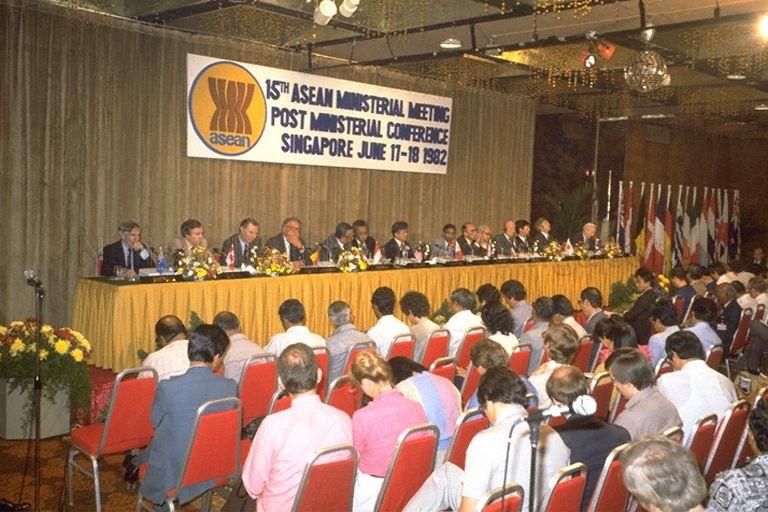 asean
15TH ASEAN MINISTERIAL MEETING
POST MINISTERIAL CONFERENCE
SINGAPORE JUNE 17-18 1982